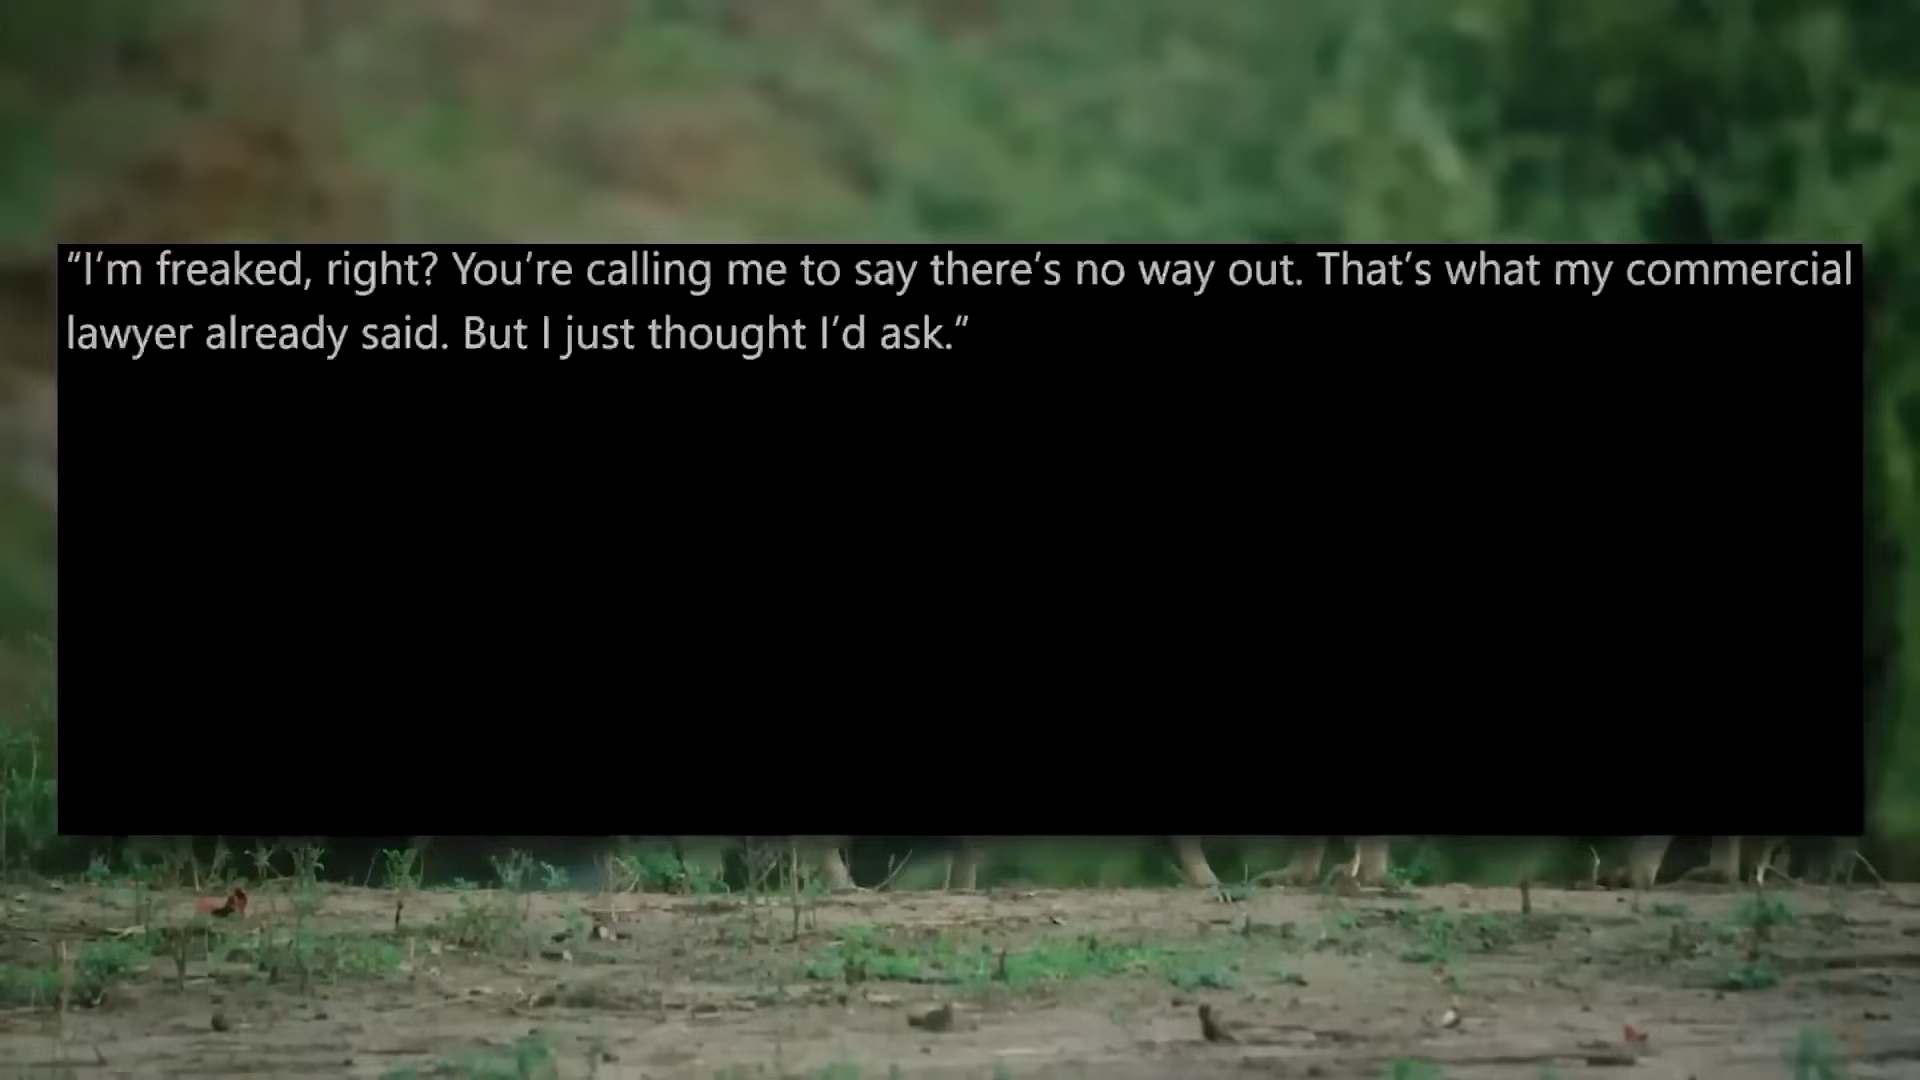 “I’m freaked, right? You’re calling me to say there’s no way out. That’s what my commercial
lawyer already said. But I just thought I’d ask.”